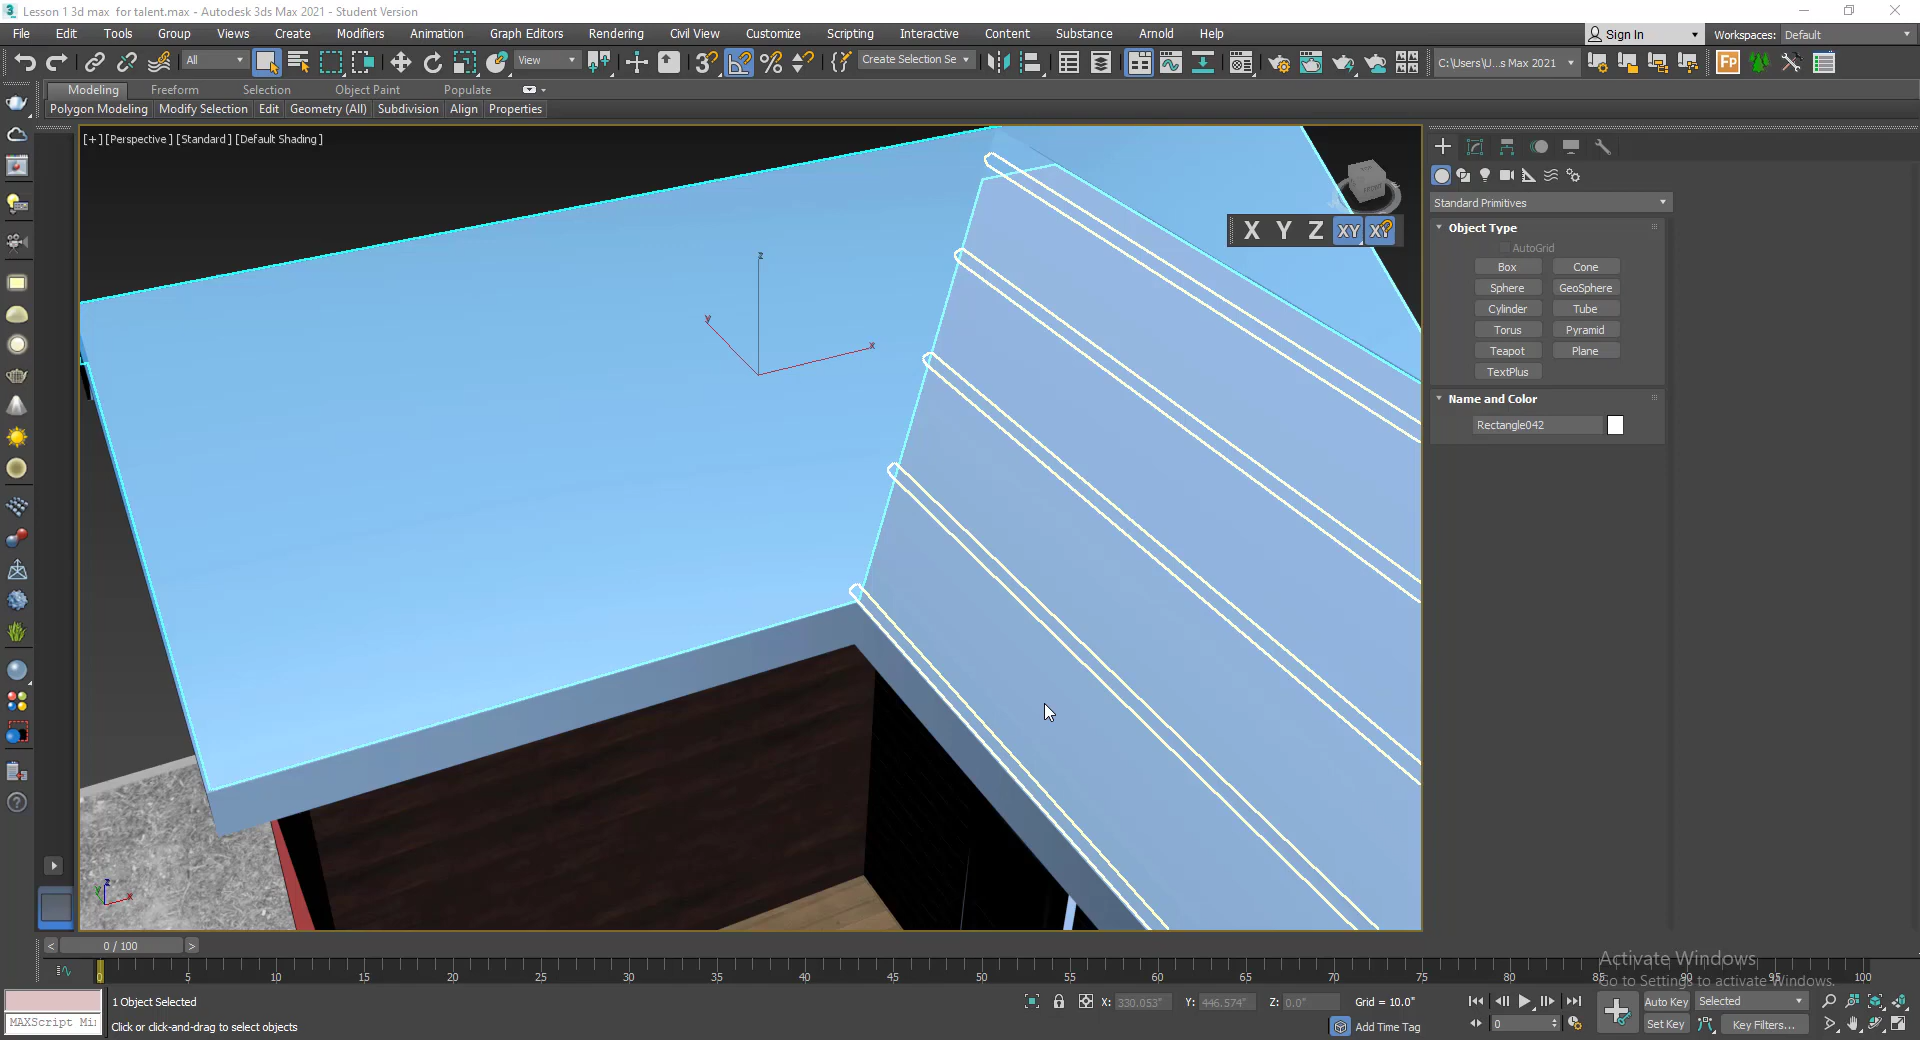 Lesson 1 3d max  for talent.max - Autodesk 3ds Max 2021 - Student Version
File Edit Tools Group Views Create Modifiers Animation Graph Editors Rendering Civil View Customize Scripting Interactive Content Substance Arnold Help Sign In Workspaces: Default
All View Create Selection Se C:\Users\U...s Max 2021
Modeling Freeform Selection Object Paint Populate
Polygon Modeling Modify Selection Edit Geometry (All) Subdivision Align Properties
[+] [Perspective] [Standard] [Default Shading]
TOP
FRONT
X Y Z XY XY
z
y
x
Standard Primitives
Object Type
AutoGrid
Box Cone
Sphere GeoSphere
Cylinder Tube
Torus Pyramid
Teapot Plane
TextPlus
Name and Color
Rectangle042
z
y
x
< 0 / 100 >
0 5 10 15 20 25 30 35 40 45 50 55 60 65 70 75 80 85 90 95 100
Activate Windows
Go to Settings to activate Windows.
1 Object Selected
X: 330.053" Y: 446.574" Z: 0.0" Grid = 10.0"
Auto Key Selected
MAXScript Mi
Click or click-and-drag to select objects
Add Time Tag
0
Set Key Key Filters...